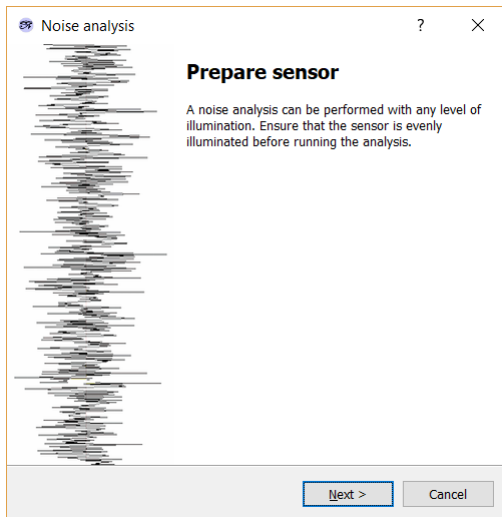 Noise analysis
?
Prepare sensor
A noise analysis can be performed with any level of
illumination. Ensure that the sensor is evenly
illuminated before running the analysis.
Next >
Cancel